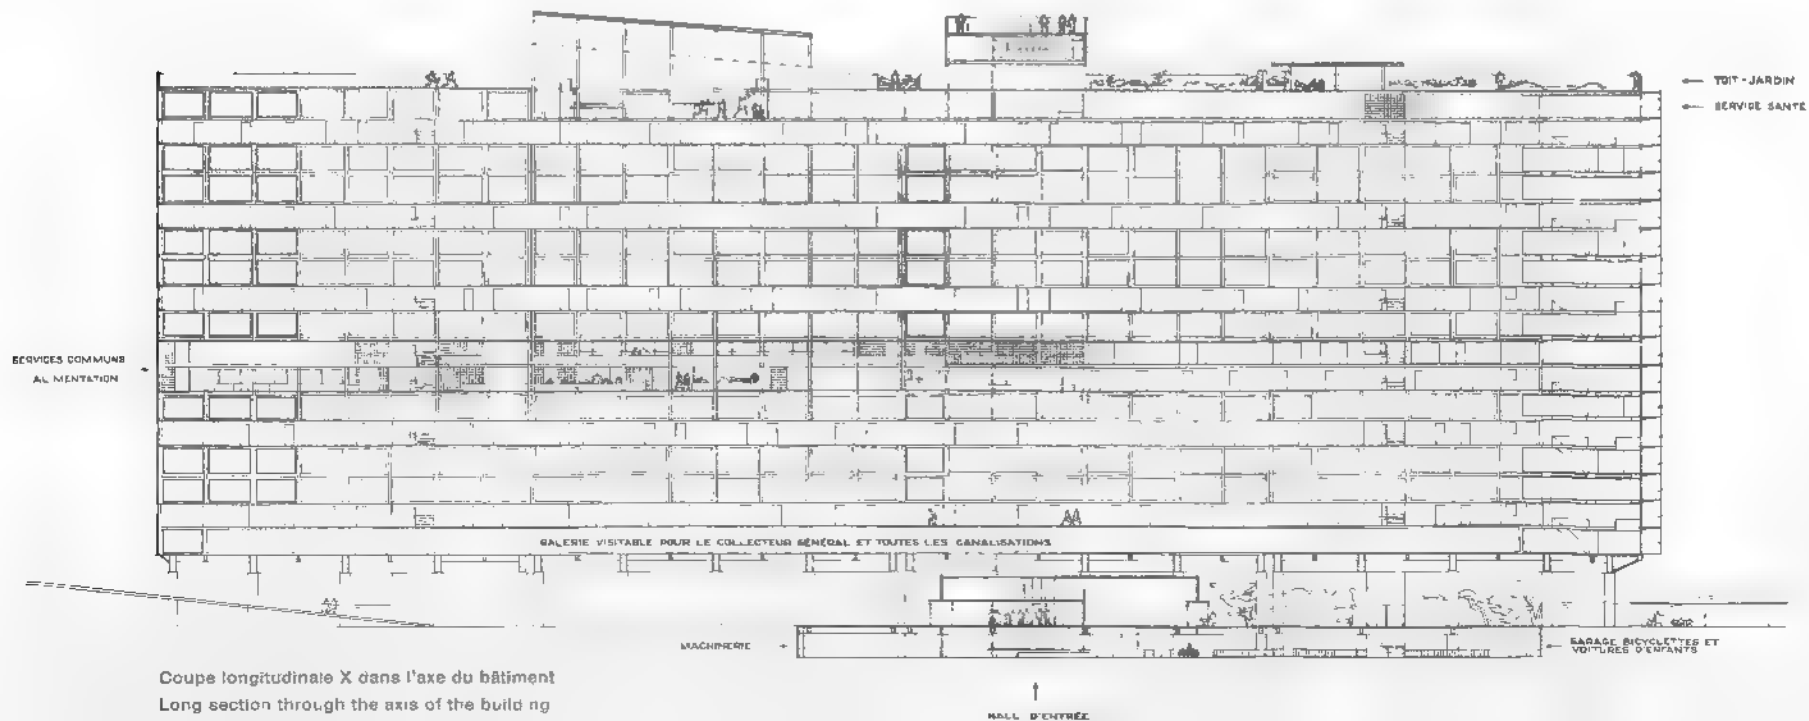 TOIT-JARDIN
SERVICE SANTÉ
SERVICES COMMUNS
ALIMENTATION
GALERIE VISITABLE POUR LE COLLECTEUR GÉNÉRAL ET TOUTES LES CANALISATIONS
MACHINERIE
GARAGE BICYCLETTES ET
VOITURES D'ENFANTS
HALL D'ENTRÉE
Coupe longitudinale X dans l'axe du bâtiment
Long section through the axis of the building